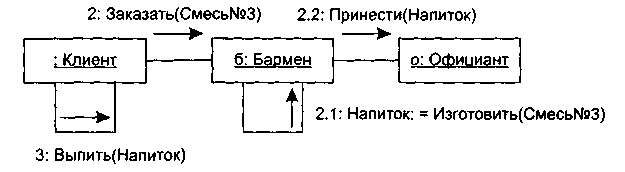 2: Заказать(Смесь№3)
2.2: Принести(Напиток)
: Клиент
б: Бармен
о: Официант
2.1: Напиток: = Изготовить(Смесь№3)
3: Выпить(Напиток)